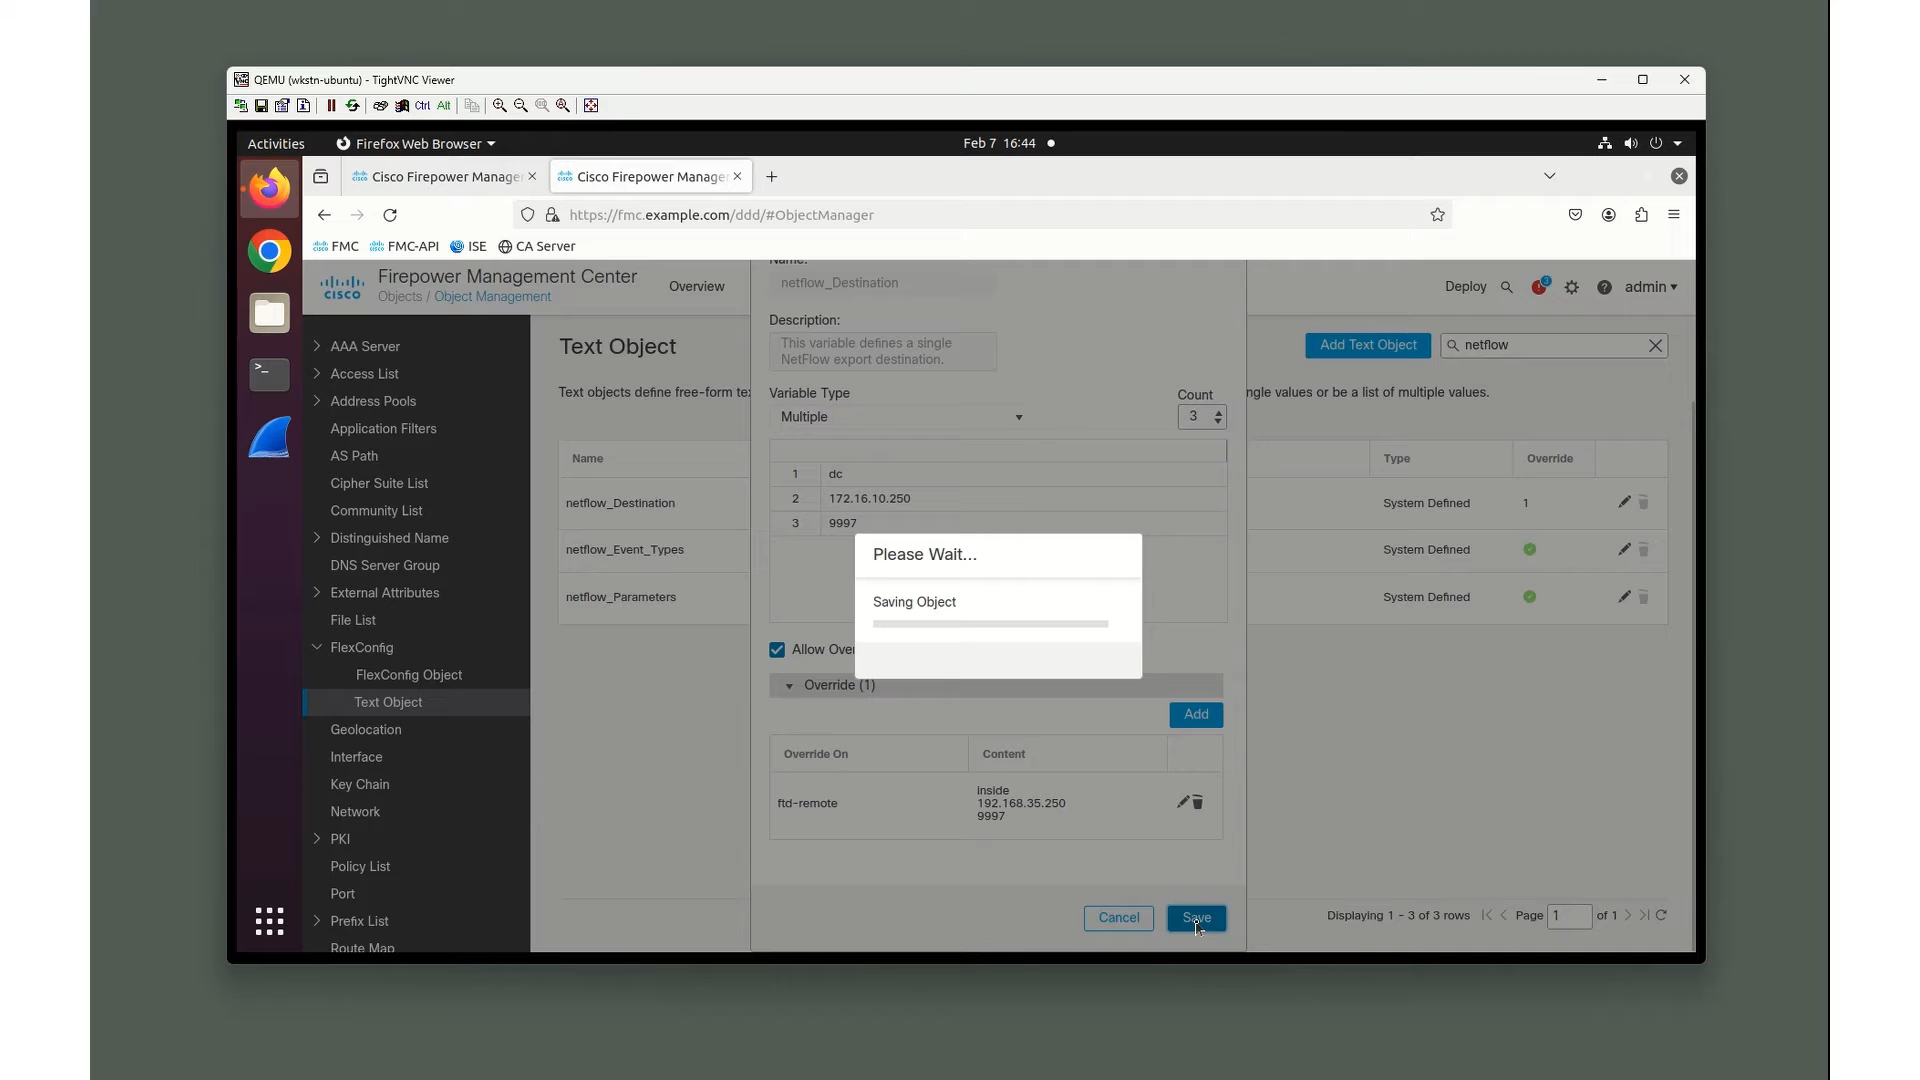 QEMU (wkstn-ubuntu) - TightVNC Viewer
Ctrl Alt
Activities
Firefox Web Browser
Feb 7 16:44
Cisco Firepower Manage
Cisco Firepower Manage
https://fmc.example.com/ddd/#ObjectManager
FMC
FMC-API
ISE
CA Server
cisco
Firepower Management Center
Objects / Object Management
Overview
Deploy
3
admin
AAA Server
Access List
Address Pools
Application Filters
AS Path
Cipher Suite List
Community List
Distinguished Name
DNS Server Group
External Attributes
File List
FlexConfig
FlexConfig Object
Text Object
Geolocation
Interface
Key Chain
Network
PKI
Policy List
Port
Prefix List
Route Map
Text Object
Add Text Object
netflow
Text objects define free-form te
ngle values or be a list of multiple values.
Name
Type
Override
netflow_Destination
System Defined
1
netflow_Event_Types
System Defined
netflow_Parameters
System Defined
Displaying 1 - 3 of 3 rows
Page 1 of 1
Name:
netflow_Destination
Description:
This variable defines a single
NetFlow export destination.
Variable Type
Count
Multiple
3
1 dc
2 172.16.10.250
3 9997
Please Wait...
Saving Object
Allow Over
Override (1)
Add
Override On
Content
ftd-remote
inside
192.168.35.250
9997
Cancel
Save